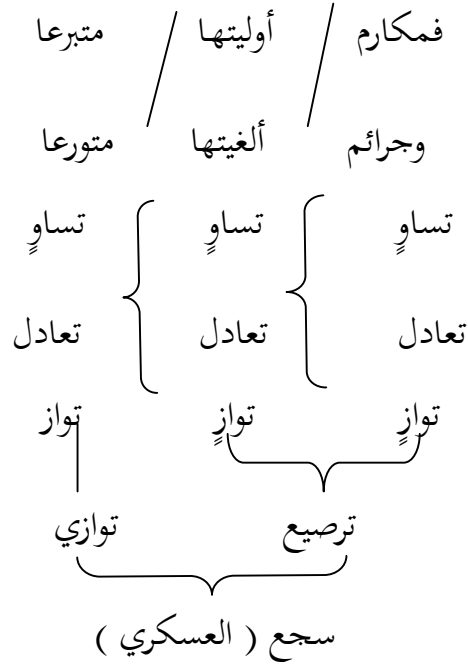 فمكارم / أوليتها / متبرعا
وجرائم ألغيتها متورعا
تساوٍ تساوٍ تساوٍ
تعادل تعادل تعادل
توازٍ توازٍ تواز
ترصيع توازي
سجع ( العسكري )